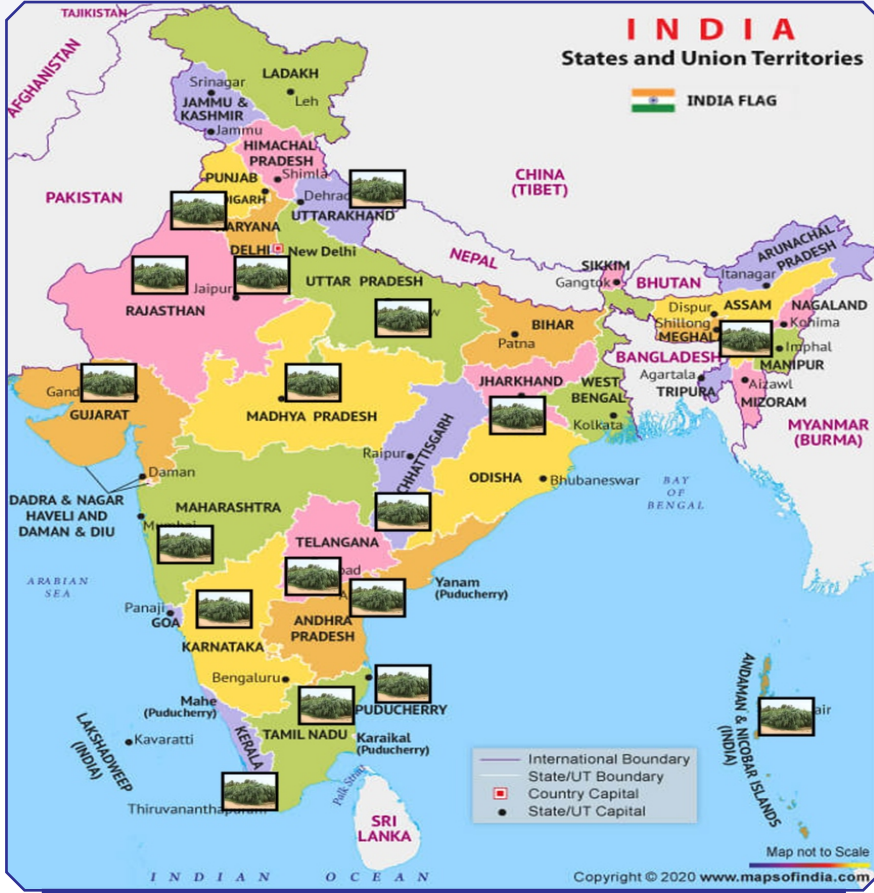 INDIA
States and Union Territories
INDIA FLAG
TAJIKISTAN
AFGHANISTAN
PAKISTAN
CHINA
(TIBET)
NEPAL
BHUTAN
BANGLADESH
MYANMAR
(BURMA)
SRI
LANKA
LADAKH
Leh
Srinagar
JAMMU &
KASHMIR
Jammu
HIMACHAL
PRADESH
Shimla
PUNJAB
UTTARAKHAND
DELHI
New Delhi
UTTAR PRADESH
Jaipur
RAJASTHAN
BIHAR
Patna
SIKKIM
Gangtok
ARUNACHAL
PRADESH
Itanagar
ASSAM
Dispur
Shillong
NAGALAND
Kohima
Imphal
MANIPUR
Agartala
TRIPURA
Aizawl
MIZORAM
GUJARAT
MADHYA PRADESH
JHARKHAND
WEST
BENGAL
Kolkata
Raipur
CHHATTISGARH
ODISHA
Bhubaneswar
BAY
OF
BENGAL
Daman
DADRA & NAGAR
HAVELI AND
DAMAN & DIU
MAHARASHTRA
TELANGANA
ARABIAN
SEA
Yanam
(Puducherry)
Panaji
GOA
KARNATAKA
ANDHRA
PRADESH
Bengaluru
Mahe
(Puducherry)
PUDUCHERRY
TAMIL NADU
Karaikal
(Puducherry)
KERALA
LAKSHADWEEP
(INDIA)
Kavaratti
Palk Strait
ANDAMAN & NICOBAR ISLANDS
(INDIA)
International Boundary
State/UT Boundary
Country Capital
State/UT Capital
INDIAN OCEAN
Map not to Scale
Copyright © 2020 www.mapsofindia.com